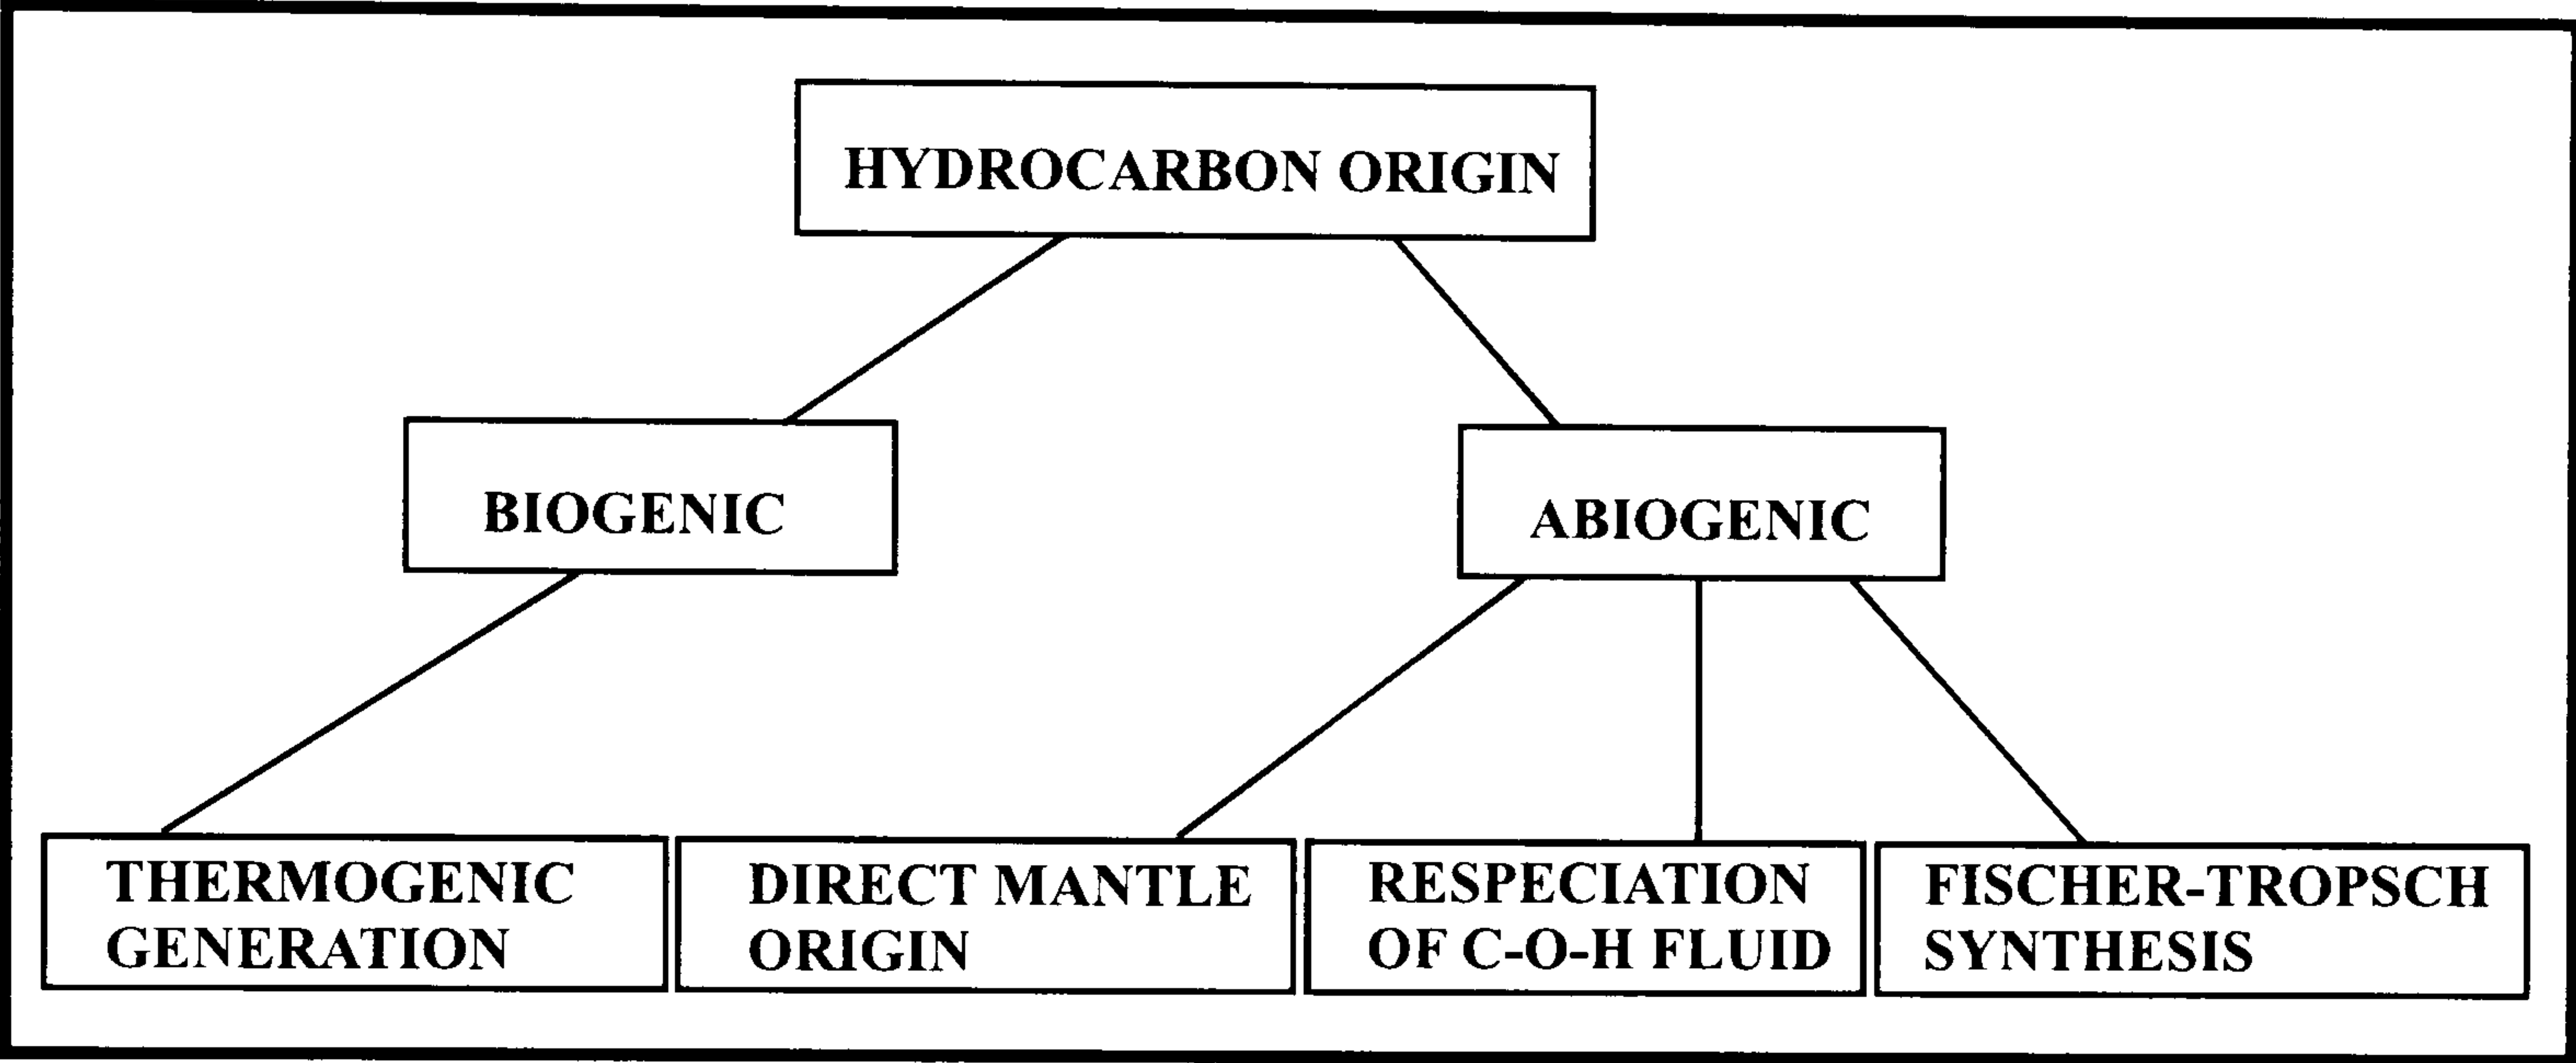 HYDROCARBON ORIGIN
BIOGENIC
ABIOGENIC
THERMOGENIC
GENERATION
DIRECT MANTLE
ORIGIN
RESPECIATION
OF C-O-H FLUID
FISCHER-TROPSCH
SYNTHESIS